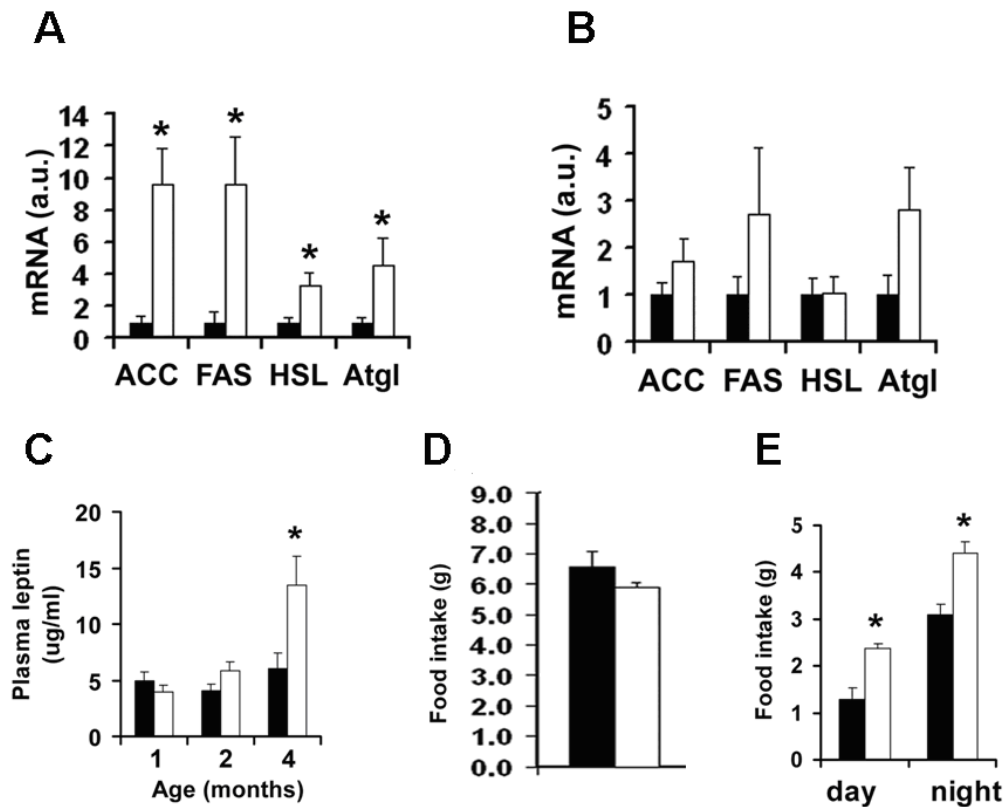 A
mRNA (a.u.)
14
12
10
8
6
4
2
0
*
*
*
*
ACC FAS HSL Atgl
B
mRNA (a.u.)
5
4
3
2
1
0
ACC FAS HSL Atgl
C
Plasma leptin
(ug/ml)
20
15
10
5
0
*
1 2 4
Age (months)
D
Food intake (g)
9.0
8.0
7.0
6.0
5.0
4.0
3.0
2.0
1.0
0.0
E
Food intake (g)
5
4
3
2
1
0
*
*
day night